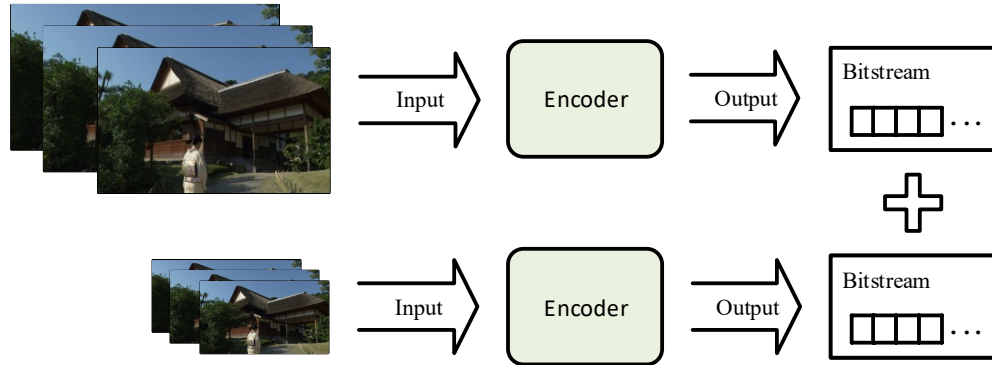 Input
Encoder
Output
Bitstream
...
Input
Encoder
Output
Bitstream
...